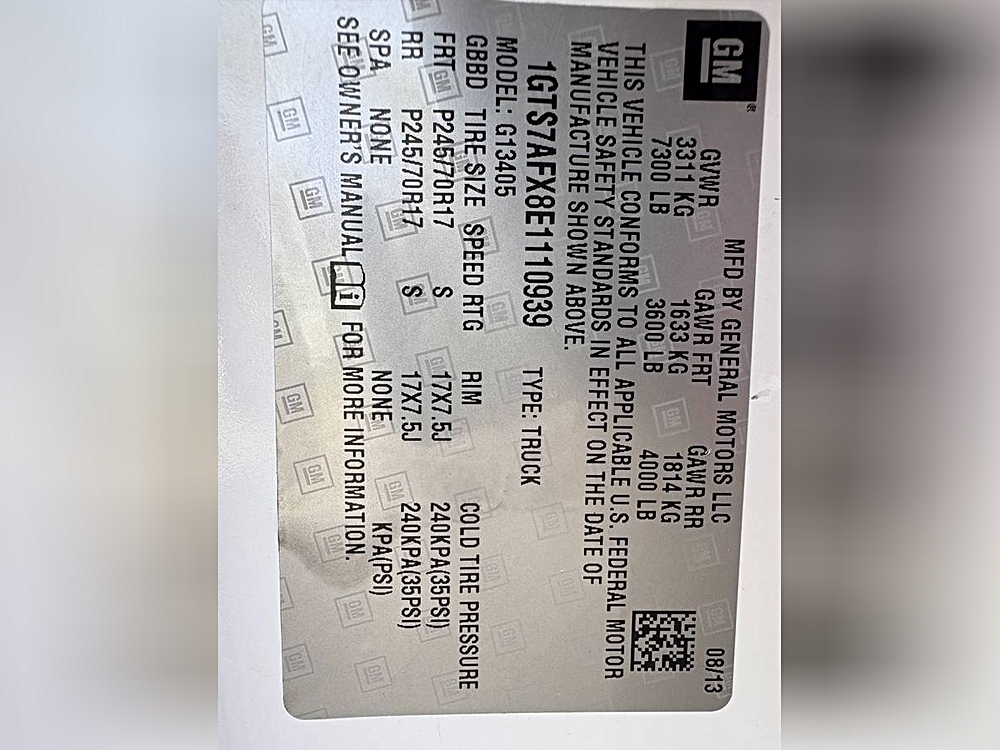 GM®
MFD BY GENERAL MOTORS LLC 08/13
GVWR GAWR FRT GAWR RR
3311 KG 1633 KG 1814 KG
7300 LB 3600 LB 4000 LB
THIS VEHICLE CONFORMS TO ALL APPLICABLE U.S. FEDERAL MOTOR
VEHICLE SAFETY STANDARDS IN EFFECT ON THE DATE OF
MANUFACTURE SHOWN ABOVE.
1GTS7AFX8E1110939 TYPE: TRUCK
MODEL: G13405
GBBD TIRE SIZE SPEED RTG RIM COLD TIRE PRESSURE
FRT P245/70R17 S 17X7.5J 240KPA(35PSI)
RR P245/70R17 S 17X7.5J 240KPA(35PSI)
SPA NONE NONE KPA(PSI)
SEE OWNER'S MANUAL i FOR MORE INFORMATION.